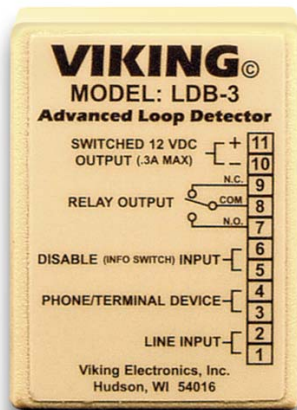 VIKING©
MODEL: LDB-3
Advanced Loop Detector
SWITCHED 12 VDC
OUTPUT (.3A MAX)
+ 11
− 10
RELAY OUTPUT
N.C. 9
COM 8
N.O. 7
DISABLE (INFO SWITCH) INPUT
6
5
PHONE/TERMINAL DEVICE
4
3
LINE INPUT
2
1
Viking Electronics, Inc.
Hudson, WI 54016